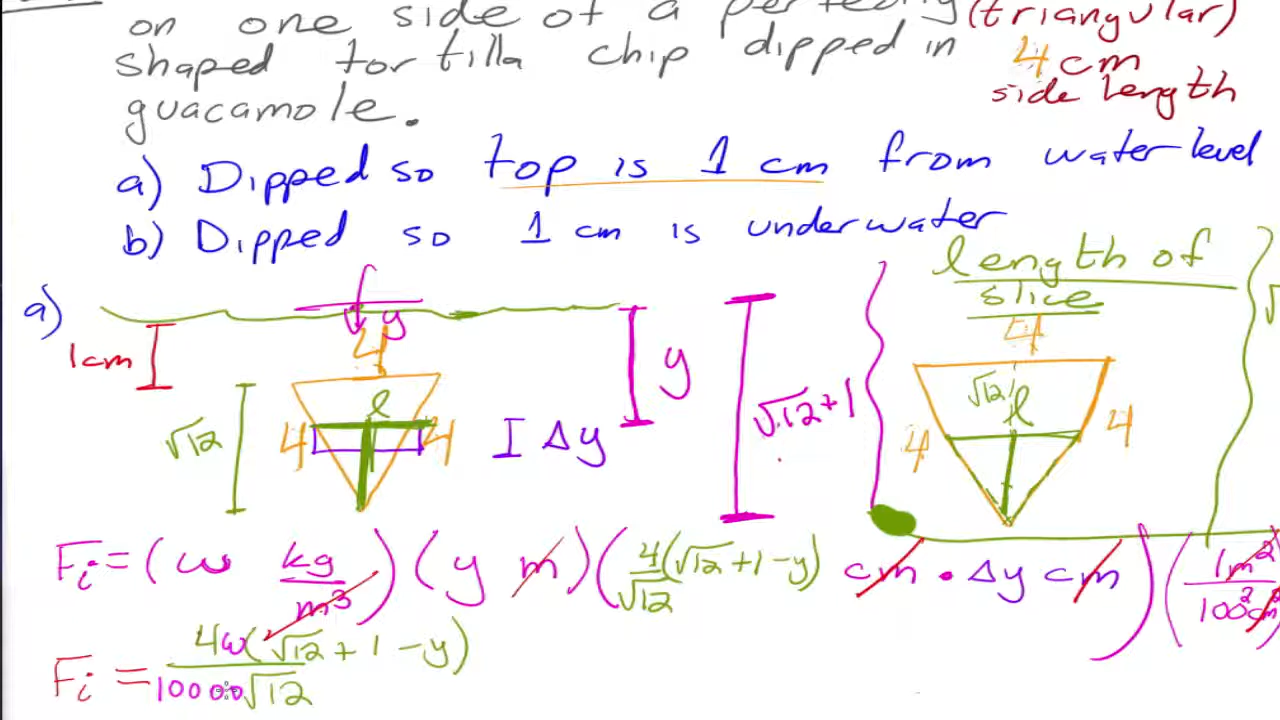 on one side of a perfectly (triangular)
shaped tortilla chip dipped in 4 cm
guacamole. side length
a) Dipped so top is 1 cm from water level
b) Dipped so 1 cm is underwater
length of
slice
a)
y
1cm
4
4
y
√12 + 1
√12
l
4
4
I Δy
√12
l
4
4
Fi = (ω kg/m³)(y m)(4/√12 (√12 + 1 - y) cm · Δy cm)(1m²/100²cm²
Fi = 4ω(√12 + 1 - y)/10000√12